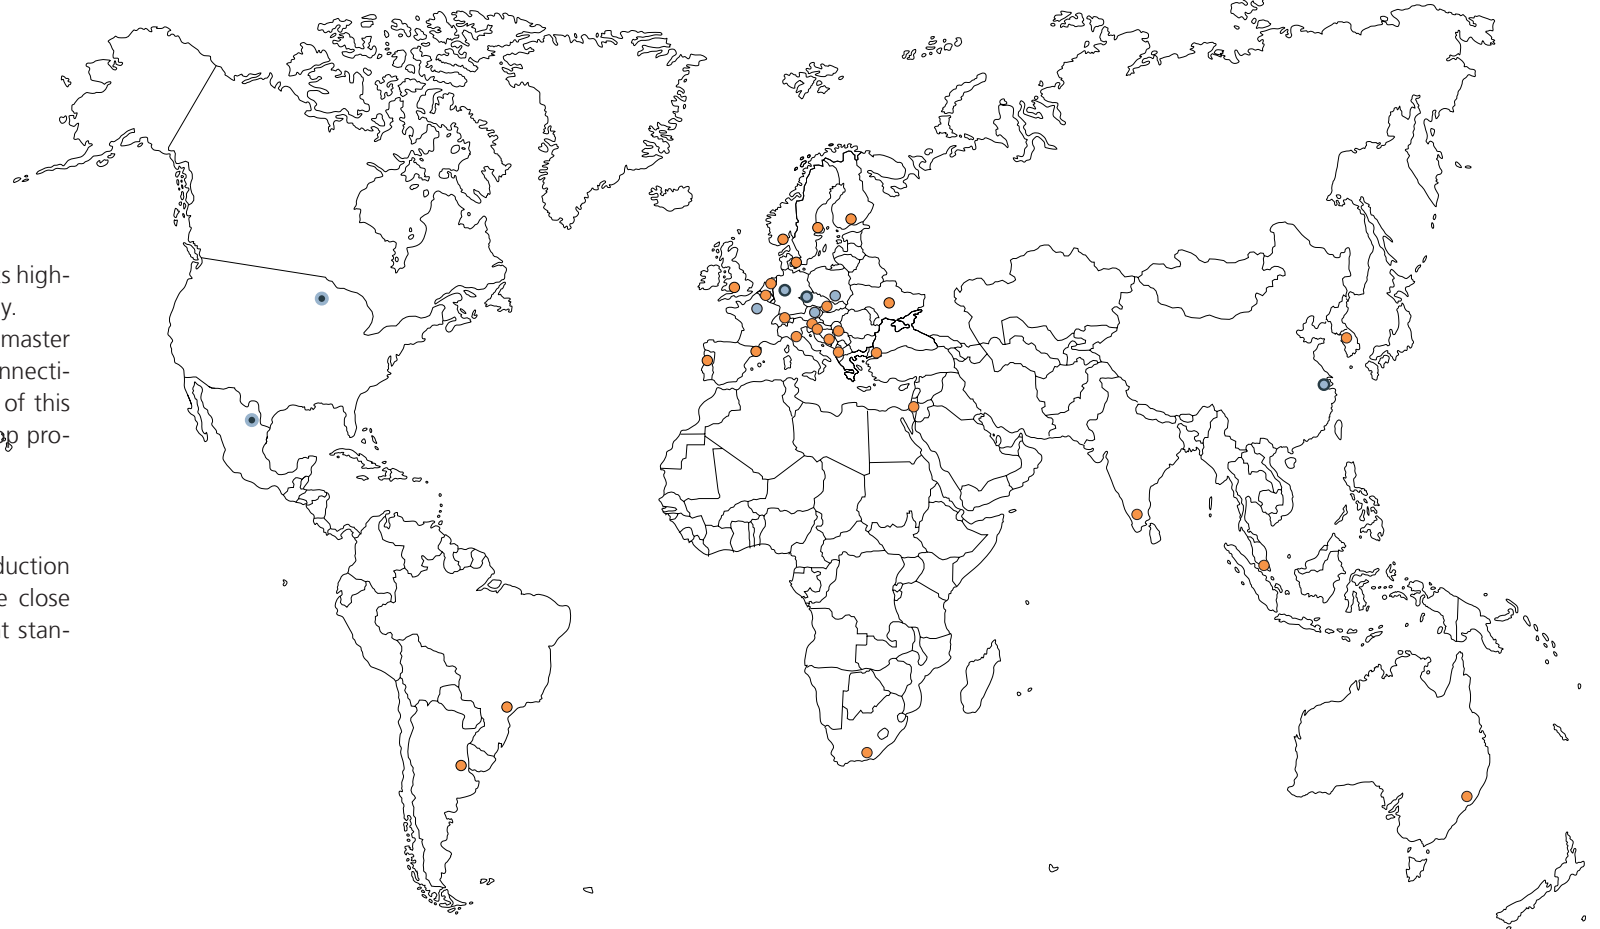 s high-
y.
master
nnecti-
of this
p pro-
duction
e close
t stan-